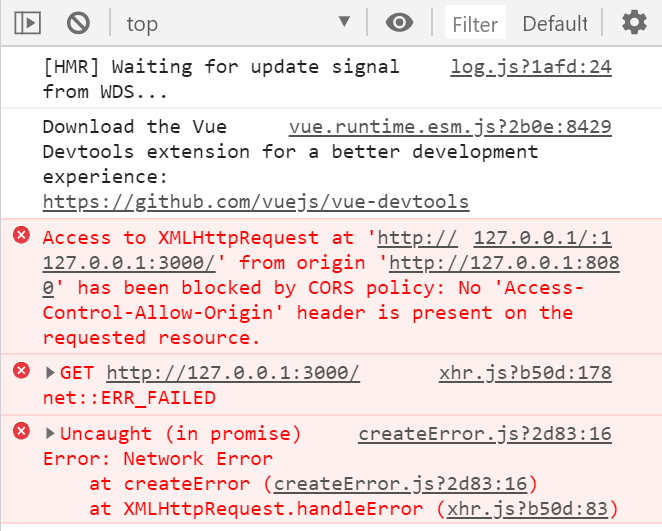 top Filter Default
[HMR] Waiting for update signal log.js?1afd:24
from WDS...
Download the Vue vue.runtime.esm.js?2b0e:8429
Devtools extension for a better development
experience:
https://github.com/vuejs/vue-devtools
Access to XMLHttpRequest at 'http:// 127.0.0.1/:1
127.0.0.1:3000/' from origin 'http://127.0.0.1:808
0' has been blocked by CORS policy: No 'Access-
Control-Allow-Origin' header is present on the
requested resource.
GET http://127.0.0.1:3000/ xhr.js?b50d:178
net::ERR_FAILED
Uncaught (in promise) createError.js?2d83:16
Error: Network Error
at createError (createError.js?2d83:16)
at XMLHttpRequest.handleError (xhr.js?b50d:83)